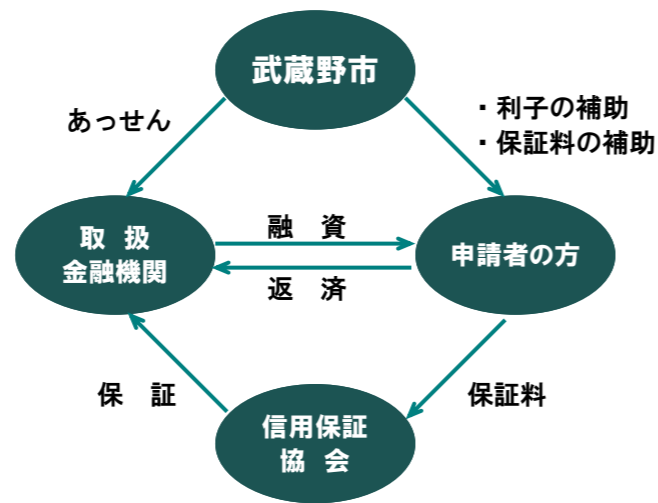 武蔵野市
あっせん
・利子の補助
・保証料の補助
取 扱
金融機関
融 資
返 済
申請者の方
保 証
保証料
信用保証
協 会